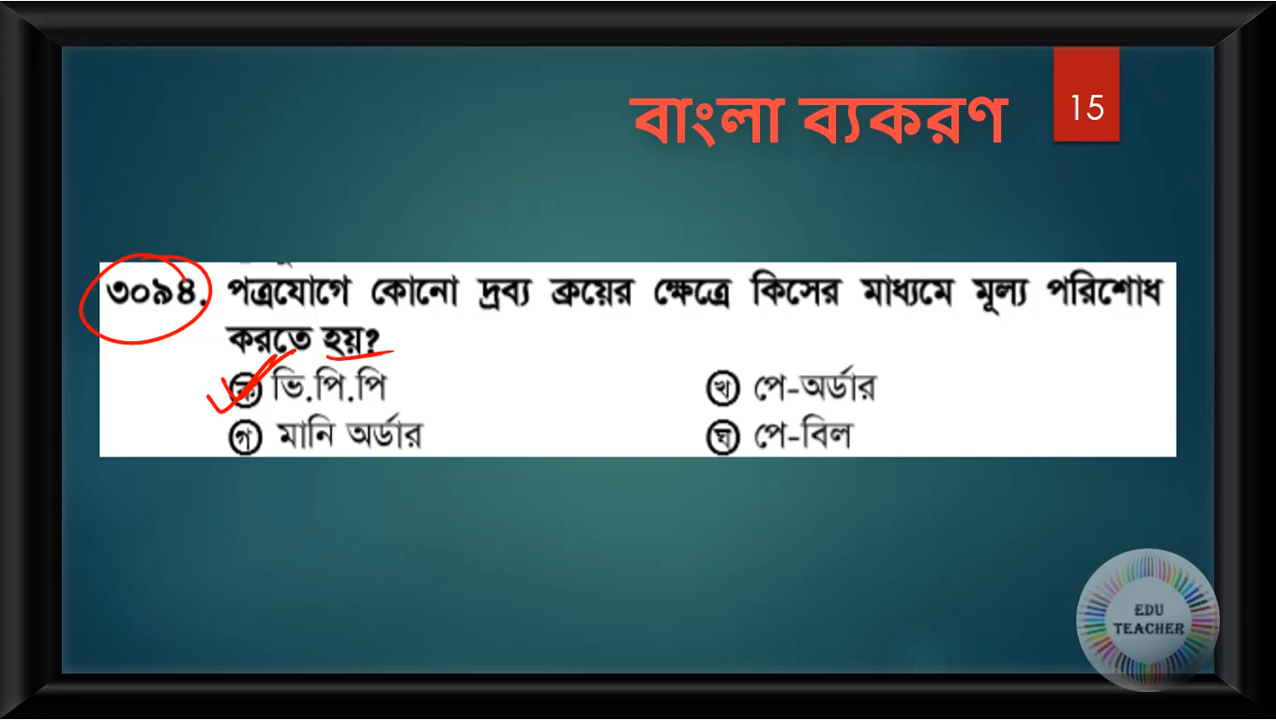 বাংলা ব্যকরণ
15
৩০৯৪. পত্রযোগে কোনো দ্রব্য ক্রয়ের ক্ষেত্রে কিসের মাধ্যমে মূল্য পরিশোধ
করতে হয়?
ক ভি.পি.পি খ পে-অর্ডার
গ মানি অর্ডার ঘ পে-বিল
EDU
TEACHER